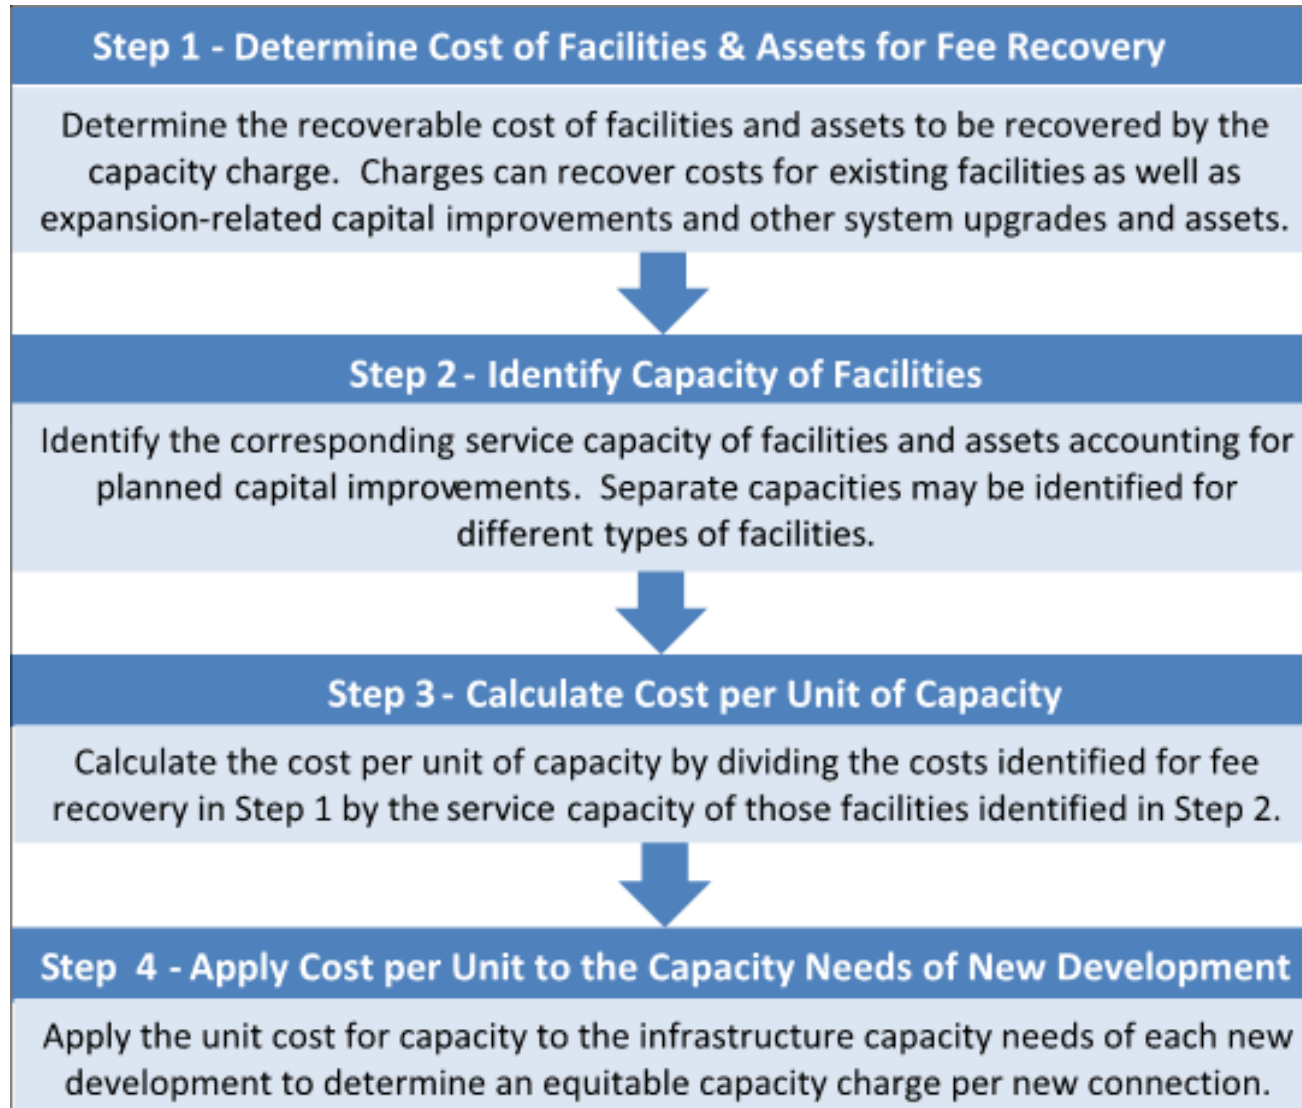 Step 1 - Determine Cost of Facilities & Assets for Fee Recovery
Determine the recoverable cost of facilities and assets to be recovered by the
capacity charge.  Charges can recover costs for existing facilities as well as
expansion-related capital improvements and other system upgrades and assets.
Step 2 - Identify Capacity of Facilities
Identify the corresponding service capacity of facilities and assets accounting for
planned capital improvements.  Separate capacities may be identified for
different types of facilities.
Step 3 - Calculate Cost per Unit of Capacity
Calculate the cost per unit of capacity by dividing the costs identified for fee
recovery in Step 1 by the service capacity of those facilities identified in Step 2.
Step 4 - Apply Cost per Unit to the Capacity Needs of New Development
Apply the unit cost for capacity to the infrastructure capacity needs of each new
development to determine an equitable capacity charge per new connection.